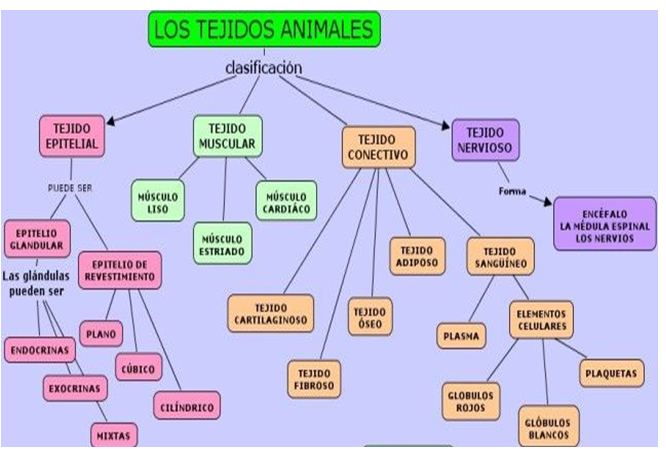 LOS TEJIDOS ANIMALES
clasificación
TEJIDO
EPITELIAL
TEJIDO
MUSCULAR
TEJIDO
CONECTIVO
TEJIDO
NERVIOSO
PUEDE SER
Forma
MÚSCULO
LISO
MÚSCULO
CARDIÁCO
MÚSCULO
ESTRIADO
ENCÉFALO
LA MÉDULA ESPINAL
LOS NERVIOS
EPITELIO
GLANDULAR
EPITELIO DE
REVESTIMIENTO
TEJIDO
ADIPOSO
TEJIDO
SANGÜÍNEO
Las glándulas
pueden ser
TEJIDO
CARTILAGINOSO
TEJIDO
ÓSEO
PLASMA
ELEMENTOS
CELULARES
PLANO
ENDOCRINAS
CÚBICO
TEJIDO
FIBROSO
PLAQUETAS
EXOCRINAS
CILÍNDRICO
GLOBULOS
ROJOS
GLÓBULOS
BLANCOS
MIXTAS